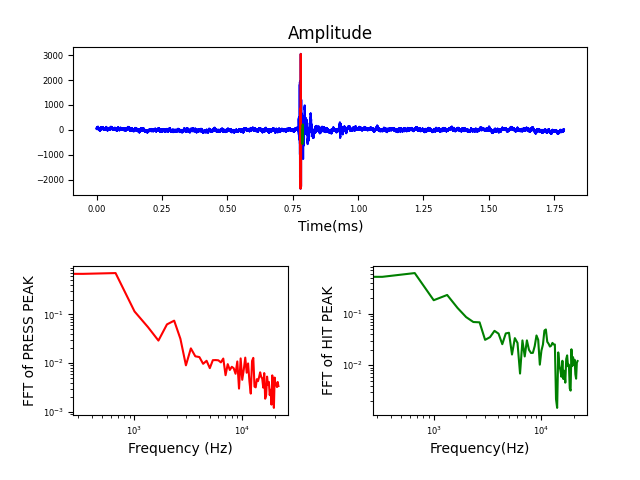 Amplitude
3000
2000
1000
0
−1000
−2000
0.00 0.25 0.50 0.75 1.00 1.25 1.50 1.75
Time(ms)
FFT of PRESS PEAK
10⁻¹
10⁻²
10⁻³
10³ 10⁴
Frequency (Hz)
FFT of HIT PEAK
10⁻¹
10⁻²
10³ 10⁴
Frequency(Hz)